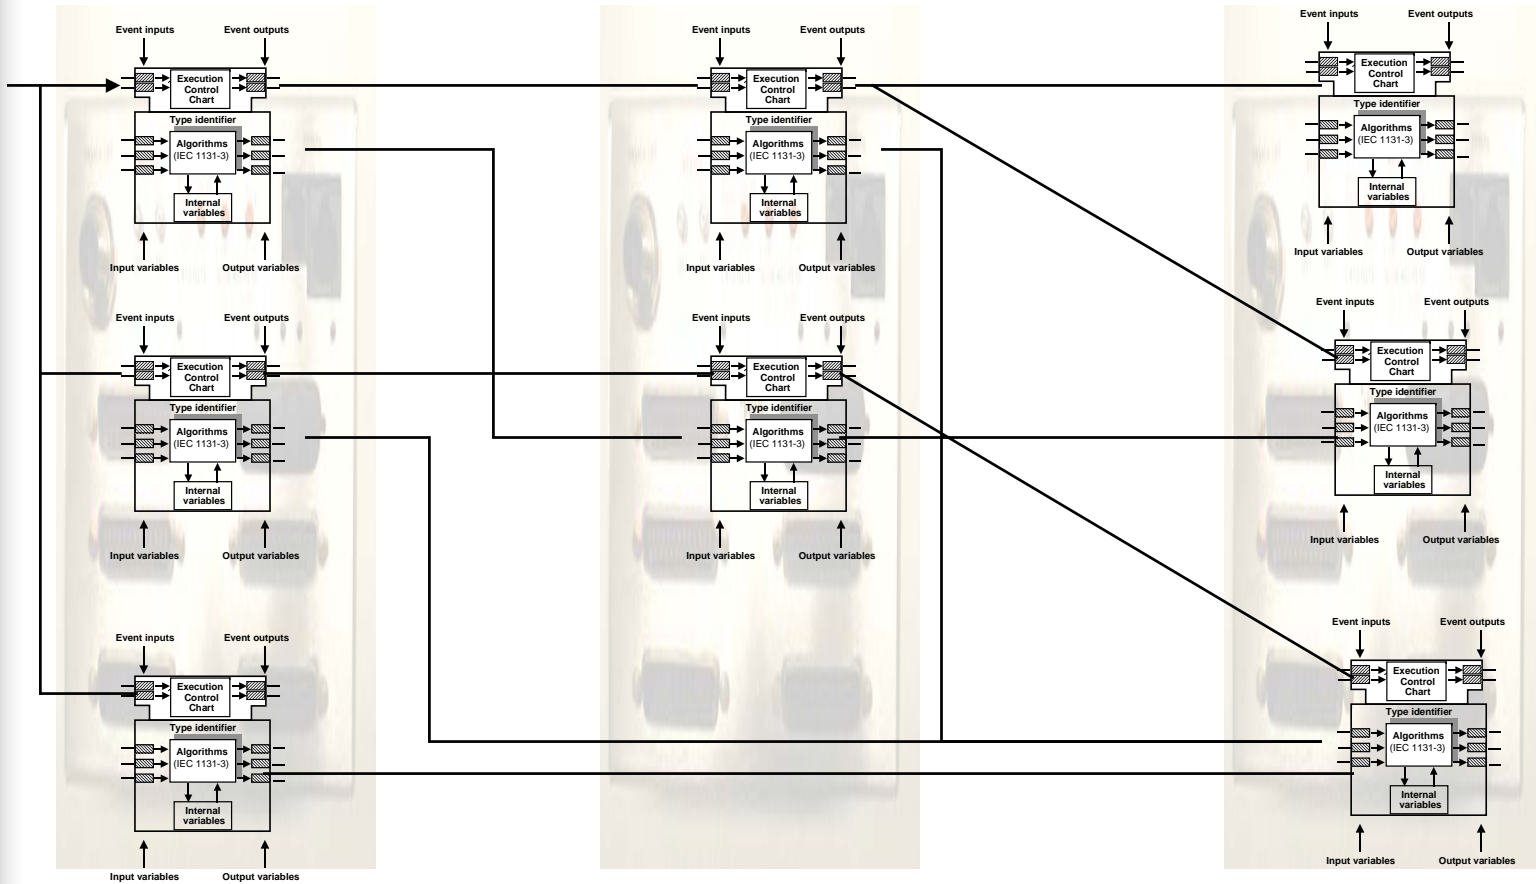 Event inputs Event outputs
Execution
Control
Chart
Type identifier
Algorithms
(IEC 1131-3)
Internal
variables
Input variables Output variables
Event inputs Event outputs
Execution
Control
Chart
Type identifier
Algorithms
(IEC 1131-3)
Internal
variables
Input variables Output variables
Event inputs Event outputs
Execution
Control
Chart
Type identifier
Algorithms
(IEC 1131-3)
Internal
variables
Input variables Output variables
Event inputs Event outputs
Execution
Control
Chart
Type identifier
Algorithms
(IEC 1131-3)
Internal
variables
Input variables Output variables
Event inputs Event outputs
Execution
Control
Chart
Type identifier
Algorithms
(IEC 1131-3)
Internal
variables
Input variables Output variables
Event inputs Event outputs
Execution
Control
Chart
Type identifier
Algorithms
(IEC 1131-3)
Internal
variables
Input variables Output variables
Event inputs Event outputs
Execution
Control
Chart
Type identifier
Algorithms
(IEC 1131-3)
Internal
variables
Input variables Output variables
Event inputs Event outputs
Execution
Control
Chart
Type identifier
Algorithms
(IEC 1131-3)
Internal
variables
Input variables Output variables